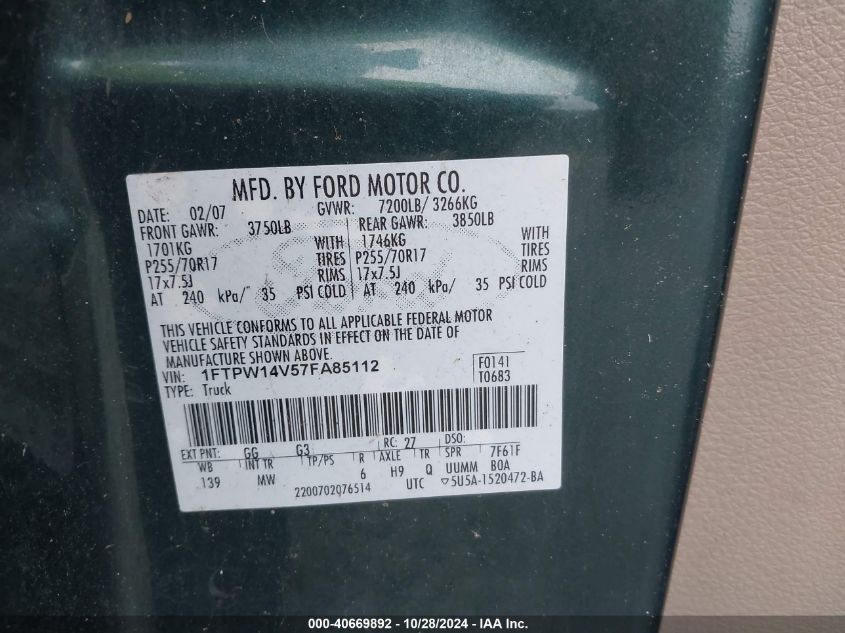 MFD. BY FORD MOTOR CO.
DATE: 02/07 GVWR: 7200LB/ 3266KG
FRONT GAWR: 3750LB REAR GAWR: 3850LB
1701KG WITH 1746KG WITH
P255/70R17 TIRES P255/70R17 TIRES
17x7.5J RIMS 17x7.5J RIMS
AT 240 kPa/ 35 PSI COLD AT 240 kPa/ 35 PSI COLD
THIS VEHICLE CONFORMS TO ALL APPLICABLE FEDERAL MOTOR
VEHICLE SAFETY STANDARDS IN EFFECT ON THE DATE OF
MANUFACTURE SHOWN ABOVE.
VIN: 1FTPW14V57FA85112 F0141
TYPE: Truck T0683
EXT PNT: GG G3 RC: 27 DSO:
WB INT TR TP/PS R AXLE TR SPR 7F61F
139 MW 6 H9 Q UUMM BOA
2200702076514 UTC ▽5U5A-1520472-BA
000-40669892 - 10/28/2024 - IAA Inc.